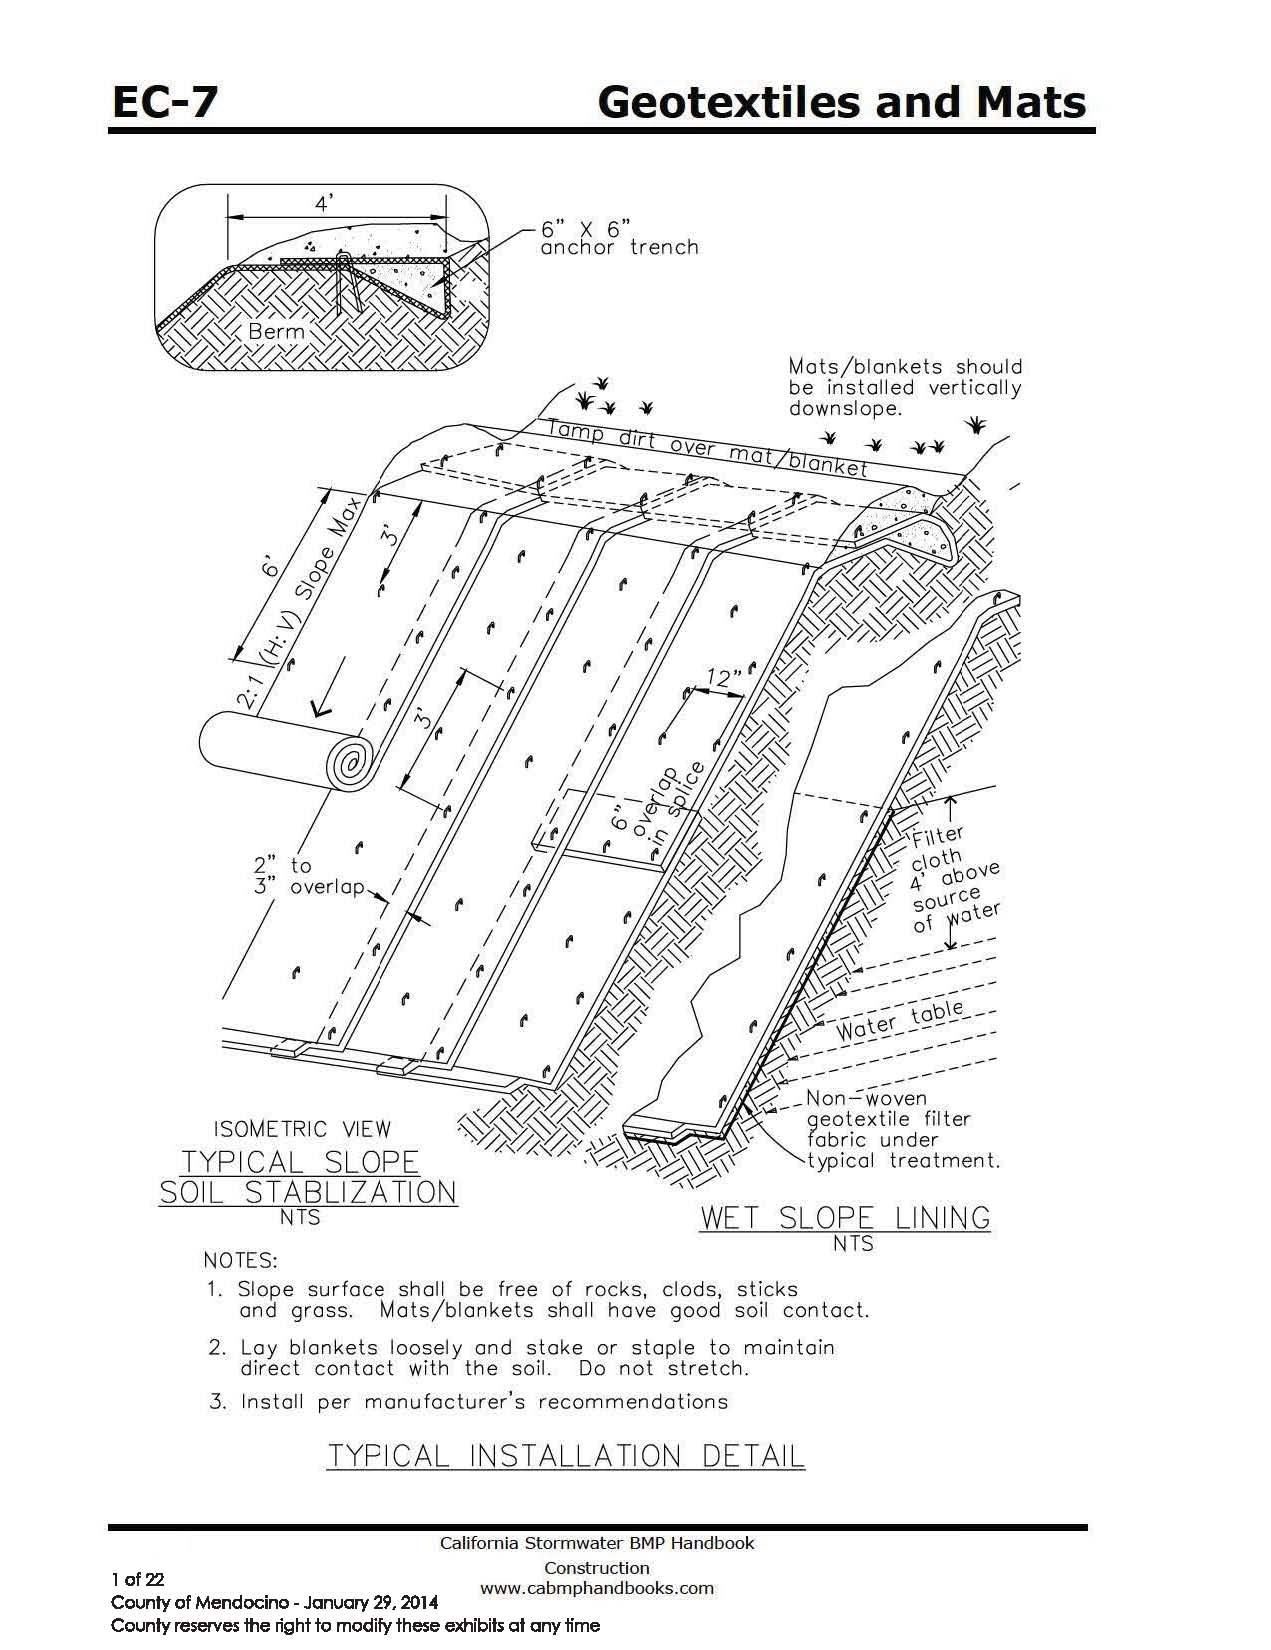 EC-7 Geotextiles and Mats
4'
6" X 6"
anchor trench
Berm
Mats/blankets should
be installed vertically
downslope.
Tamp dirt over mat/blanket
6'
2:1 (H:V) Slope Max
3'
3'
12"
6"
overlap
in splice
2" to
3" overlap
Filter
cloth
4' above
source
of water
Water table
Non-woven
geotextile filter
fabric under
typical treatment.
ISOMETRIC VIEW
TYPICAL SLOPE
SOIL STABLIZATION
NTS
WET SLOPE LINING
NTS
NOTES:
1. Slope surface shall be free of rocks, clods, sticks
and grass. Mats/blankets shall have good soil contact.
2. Lay blankets loosely and stake or staple to maintain
direct contact with the soil. Do not stretch.
3. Install per manufacturer's recommendations
TYPICAL INSTALLATION DETAIL
California Stormwater BMP Handbook
Construction
www.cabmphandbooks.com
1 of 22
County of Mendocino - January 29, 2014
County reserves the right to modify these exhibits at any time